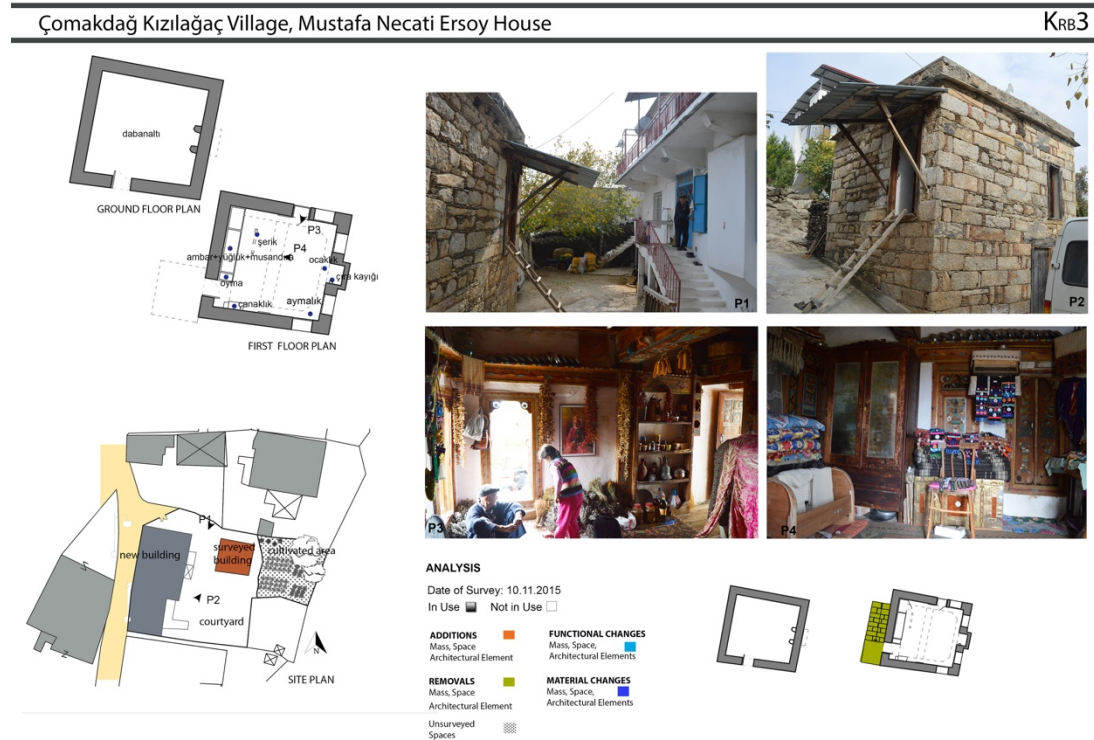 Çomakdağ Kızılağaç Village, Mustafa Necati Ersoy House
KRB3
dabanaltı
GROUND FLOOR PLAN
P3
şerik
P4
ambar+yüğlük+musandıra
ocaklık
oyma
çıra kayığı
çanaklık
aymalık
FIRST FLOOR PLAN
P1
P2
P3
P4
P1
new building
surveyed
building
cultivated area
P2
courtyard
N
SITE PLAN
ANALYSIS
Date of Survey: 10.11.2015
In Use Not in Use
ADDITIONS
Mass, Space
Architectural Element
FUNCTIONAL CHANGES
Mass, Space,
Architectural Elements
REMOVALS
Mass, Space
Architectural Element
MATERIAL CHANGES
Mass, Space,
Architectural Elements
Unsurveyed
Spaces